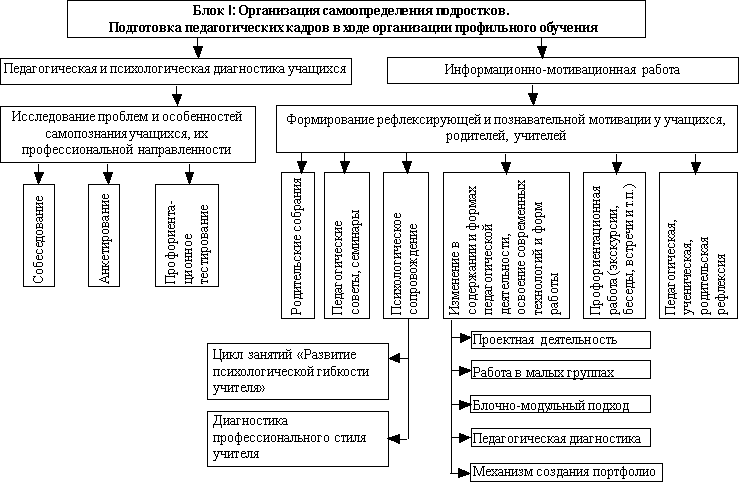 Блок I: Организация самоопределения подростков.
Подготовка педагогических кадров в ходе организации профильного обучения
Педагогическая и психологическая диагностика учащихся
Информационно-мотивационная работа
Исследование проблем и особенностей
самопознания учащихся, их
профессиональной направленности
Формирование рефлексирующей и познавательной мотивации у учащихся,
родителей, учителей
Собеседование
Анкетирование
Профориента-
ционное
тестирование
Родительские собрания
Педагогические
советы, семинары
Психологическое
сопровождение
Изменение в
содержании и формах
педагогической
деятельности,
освоение современных
технологий и форм
работы
Профориентационная
работа (экскурсии,
беседы, встречи и т.п.)
Педагогическая,
ученическая,
родительская
рефлексия
Цикл занятий «Развитие
психологической гибкости
учителя»
Диагностика
профессионального стиля
учителя
Проектная деятельность
Работа в малых группах
Блочно-модульный подход
Педагогическая диагностика
Механизм создания портфолио